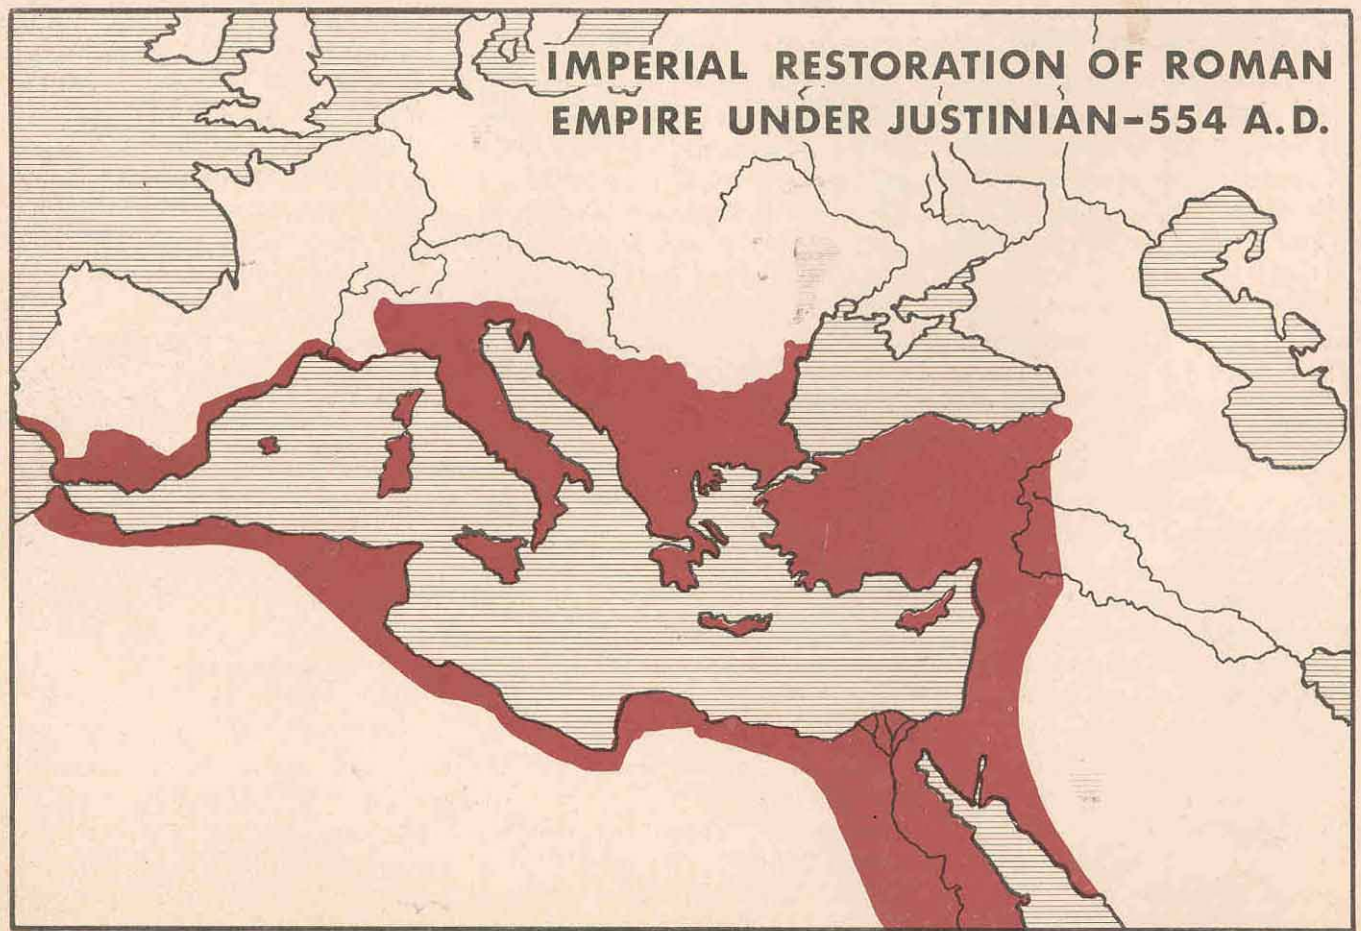 IMPERIAL RESTORATION OF ROMAN
EMPIRE UNDER JUSTINIAN-554 A.D.